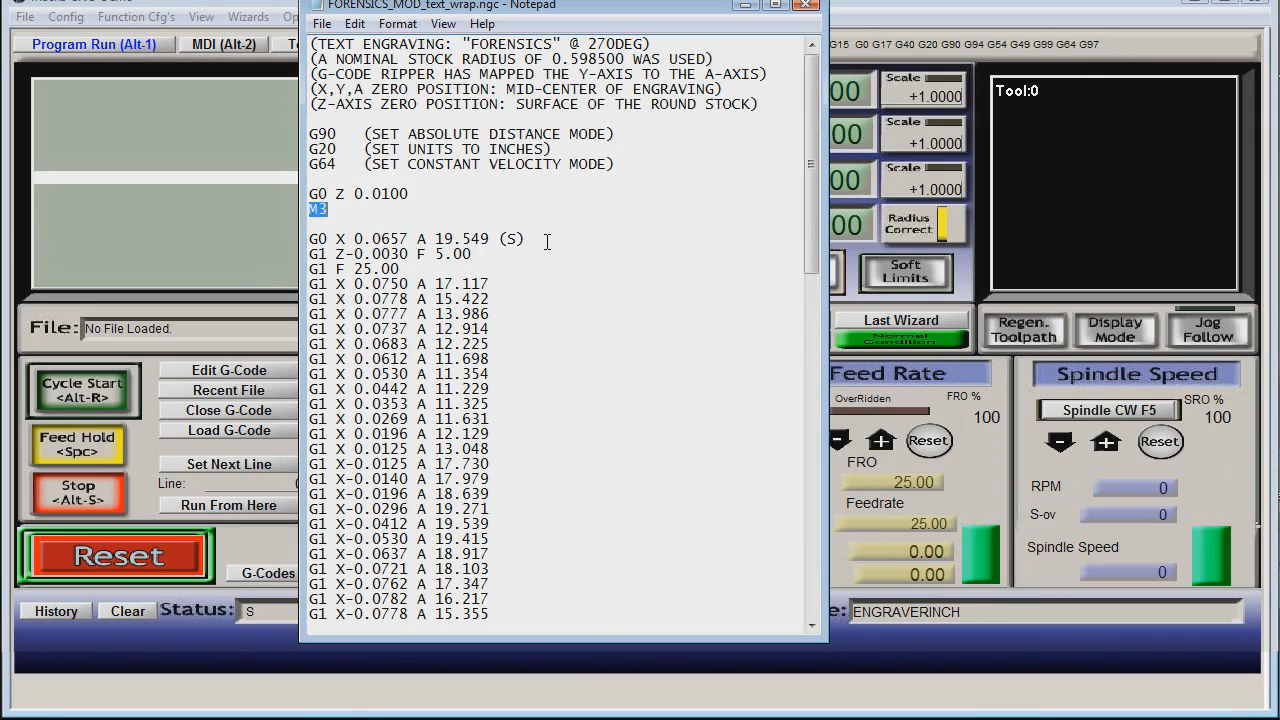 FORENSICS_MOD_text_wrap.ngc - Notepad
File Config Function Cfg's View Wizards
File Edit Format View Help
Program Run (Alt-1) MDI (Alt-2)
G15 G0 G17 G40 G20 G90 G94 G54 G49 G99 G64 G97
(TEXT ENGRAVING: "FORENSICS" @ 270DEG)
(A NOMINAL STOCK RADIUS OF 0.598500 WAS USED)
(G-CODE RIPPER HAS MAPPED THE Y-AXIS TO THE A-AXIS)
(X,Y,A ZERO POSITION: MID-CENTER OF ENGRAVING)
(Z-AXIS ZERO POSITION: SURFACE OF THE ROUND STOCK)
G90 (SET ABSOLUTE DISTANCE MODE)
G20 (SET UNITS TO INCHES)
G64 (SET CONSTANT VELOCITY MODE)
G0 Z 0.0100
M3
G0 X 0.0657 A 19.549 (S)
G1 Z-0.0030 F 5.00
G1 F 25.00
G1 X 0.0750 A 17.117
G1 X 0.0778 A 15.422
G1 X 0.0777 A 13.986
G1 X 0.0737 A 12.914
G1 X 0.0683 A 12.225
G1 X 0.0612 A 11.698
G1 X 0.0530 A 11.354
G1 X 0.0442 A 11.229
G1 X 0.0353 A 11.325
G1 X 0.0269 A 11.631
G1 X 0.0196 A 12.129
G1 X 0.0125 A 13.048
G1 X-0.0125 A 17.730
G1 X-0.0140 A 17.979
G1 X-0.0196 A 18.639
G1 X-0.0296 A 19.271
G1 X-0.0412 A 19.539
G1 X-0.0530 A 19.415
G1 X-0.0637 A 18.917
G1 X-0.0721 A 18.103
G1 X-0.0762 A 17.347
G1 X-0.0782 A 16.217
G1 X-0.0778 A 15.355
Scale
+1.0000
Scale
+1.0000
Scale
+1.0000
Radius
Correct
Soft
Limits
Tool:0
File: No File Loaded.
Last Wizard
Normal
Condition
Regen.
Toolpath
Display
Mode
Jog
Follow
Cycle Start
<Alt-R>
Feed Hold
<Spc>
Stop
<Alt-S>
Reset
Edit G-Code
Recent File
Close G-Code
Load G-Code
Set Next Line
Line:
Run From Here
G-Codes
Feed Rate
OverRidden
FRO %
100
Reset
FRO
25.00
Feedrate
25.00
0.00
0.00
Spindle Speed
Spindle CW F5
SRO %
100
Reset
RPM 0
S-ov 0
Spindle Speed
0
History Clear Status: S
ENGRAVERINCH